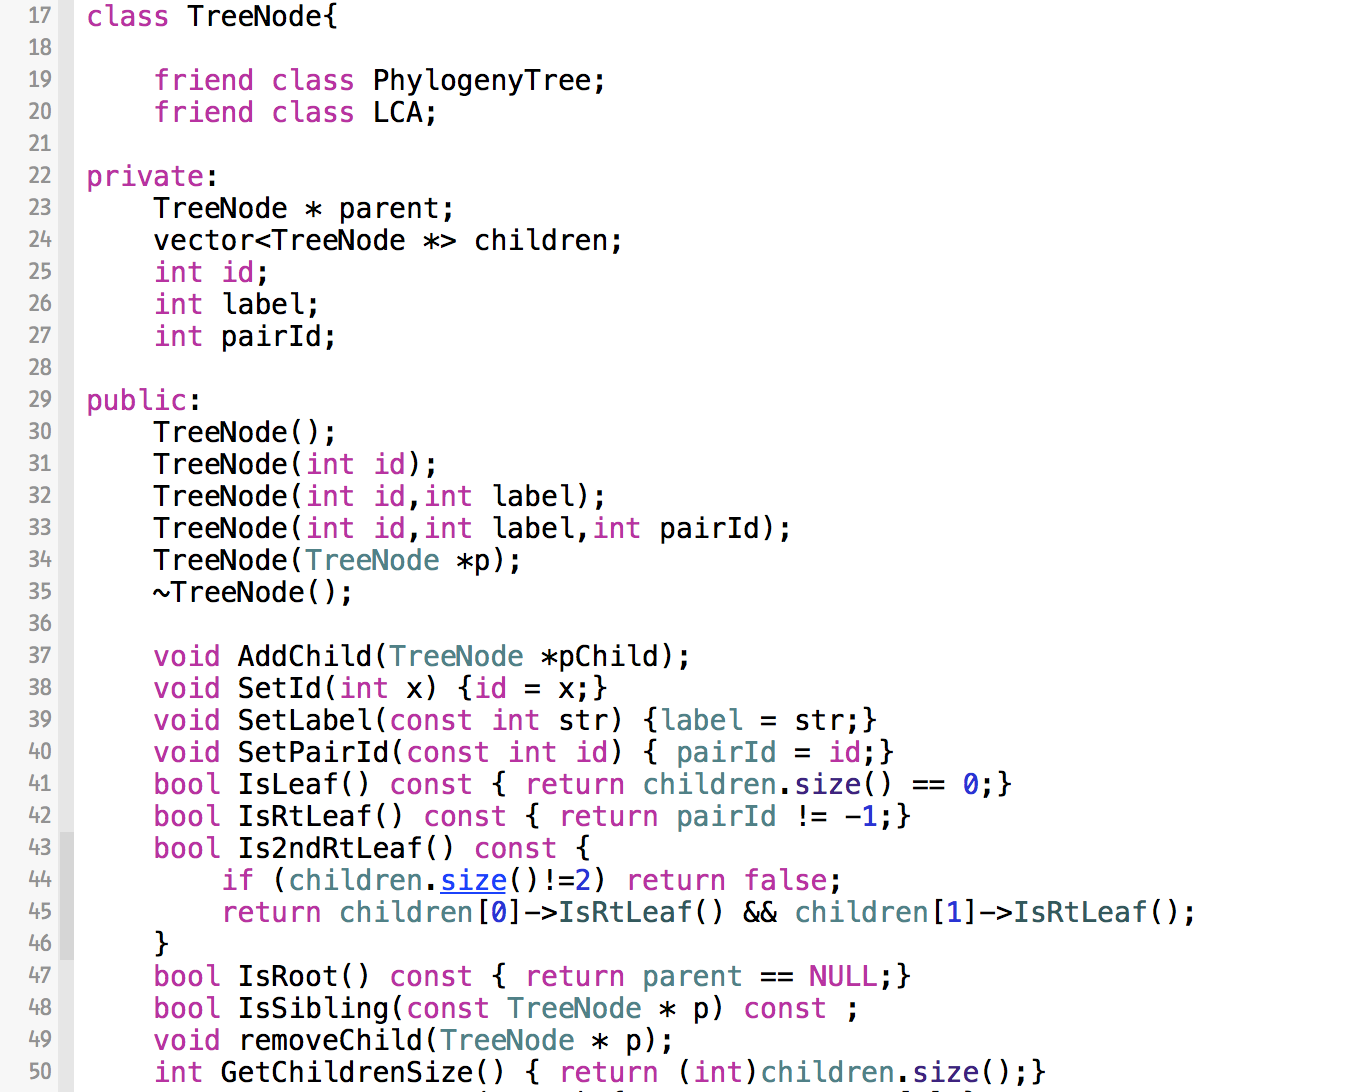 17 class TreeNode{
18
19     friend class PhylogenyTree;
20     friend class LCA;
21
22 private:
23     TreeNode * parent;
24     vector<TreeNode *> children;
25     int id;
26     int label;
27     int pairId;
28
29 public:
30     TreeNode();
31     TreeNode(int id);
32     TreeNode(int id,int label);
33     TreeNode(int id,int label,int pairId);
34     TreeNode(TreeNode *p);
35     ~TreeNode();
36
37     void AddChild(TreeNode *pChild);
38     void SetId(int x) {id = x;}
39     void SetLabel(const int str) {label = str;}
40     void SetPairId(const int id) { pairId = id;}
41     bool IsLeaf() const { return children.size() == 0;}
42     bool IsRtLeaf() const { return pairId != -1;}
43     bool Is2ndRtLeaf() const {
44         if (children.size()!=2) return false;
45         return children[0]->IsRtLeaf() && children[1]->IsRtLeaf();
46     }
47     bool IsRoot() const { return parent == NULL;}
48     bool IsSibling(const TreeNode * p) const ;
49     void removeChild(TreeNode * p);
50     int GetChildrenSize() { return (int)children.size();}